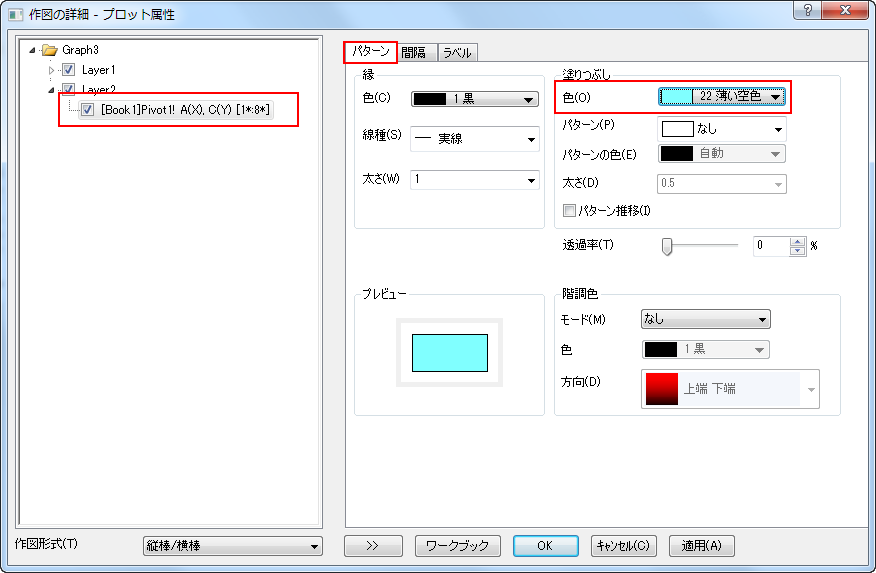 作図の詳細 - プロット属性
Graph3
Layer1
Layer2
[Book1]Pivot1! A(X), C(Y) [1*:8*]
パターン 間隔 ラベル
縁
色(C) 1 黒
線種(S) 実線
太さ(W) 1
塗りつぶし
色(O) 22 薄い空色
パターン(P) なし
パターンの色(E) 自動
太さ(D) 0.5
パターン推移(I)
透過率(T) 0 %
プレビュー
階調色
モード(M) なし
色 1 黒
方向(D) 上端 下端
作図形式(T) 縦棒/横棒
>> ワークブック OK キャンセル(C) 適用(A)